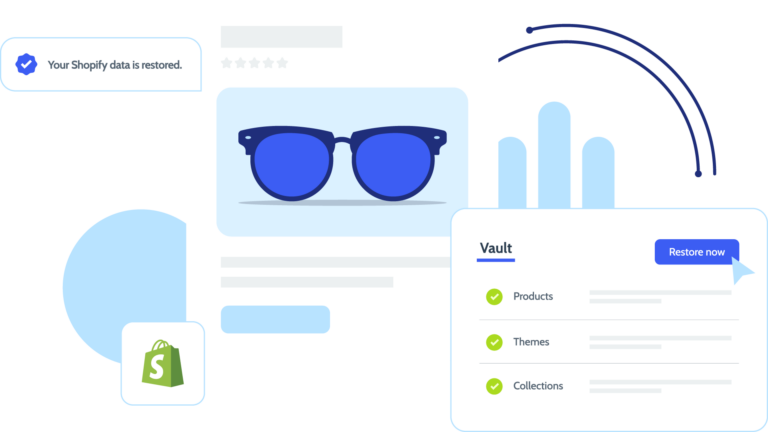 Your Shopify data is restored.
S
Vault
Restore now
Products
Themes
Collections